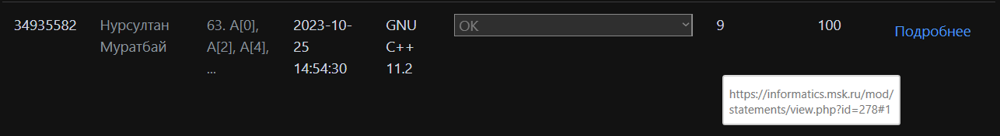 34935582
Нурсултан
Муратбай
63. A[0],
A[2], A[4],
...
2023-10-
25
14:54:30
GNU
C++
11.2
OK
9
100
Подробнее
https://informatics.msk.ru/mod/
statements/view.php?id=278#1